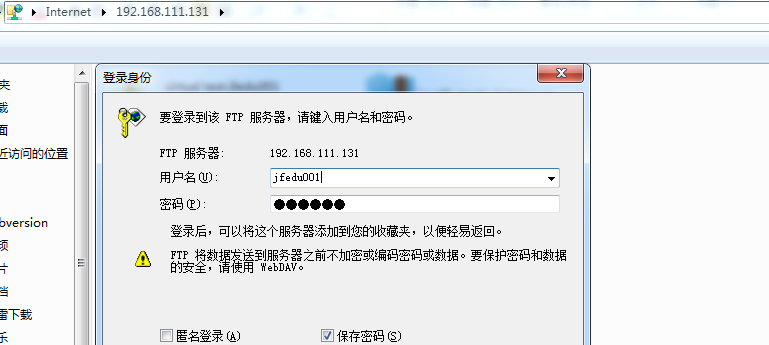 Internet 192.168.111.131
登录身份
夹
载
要登录到该 FTP 服务器，请键入用户名和密码。
面
近访问的位置
FTP 服务器: 192.168.111.131
用户名(U): jfedu001
密码(P): ●●●●●●
bversion
登录后，可以将这个服务器添加到您的收藏夹，以便轻易返回。
频
FTP 将数据发送到服务器之前不加密或编码密码或数据。要保护密码和数据
的安全，请使用 WebDAV。
片
档
雷下载
匿名登录(A) 保存密码(S)
乐